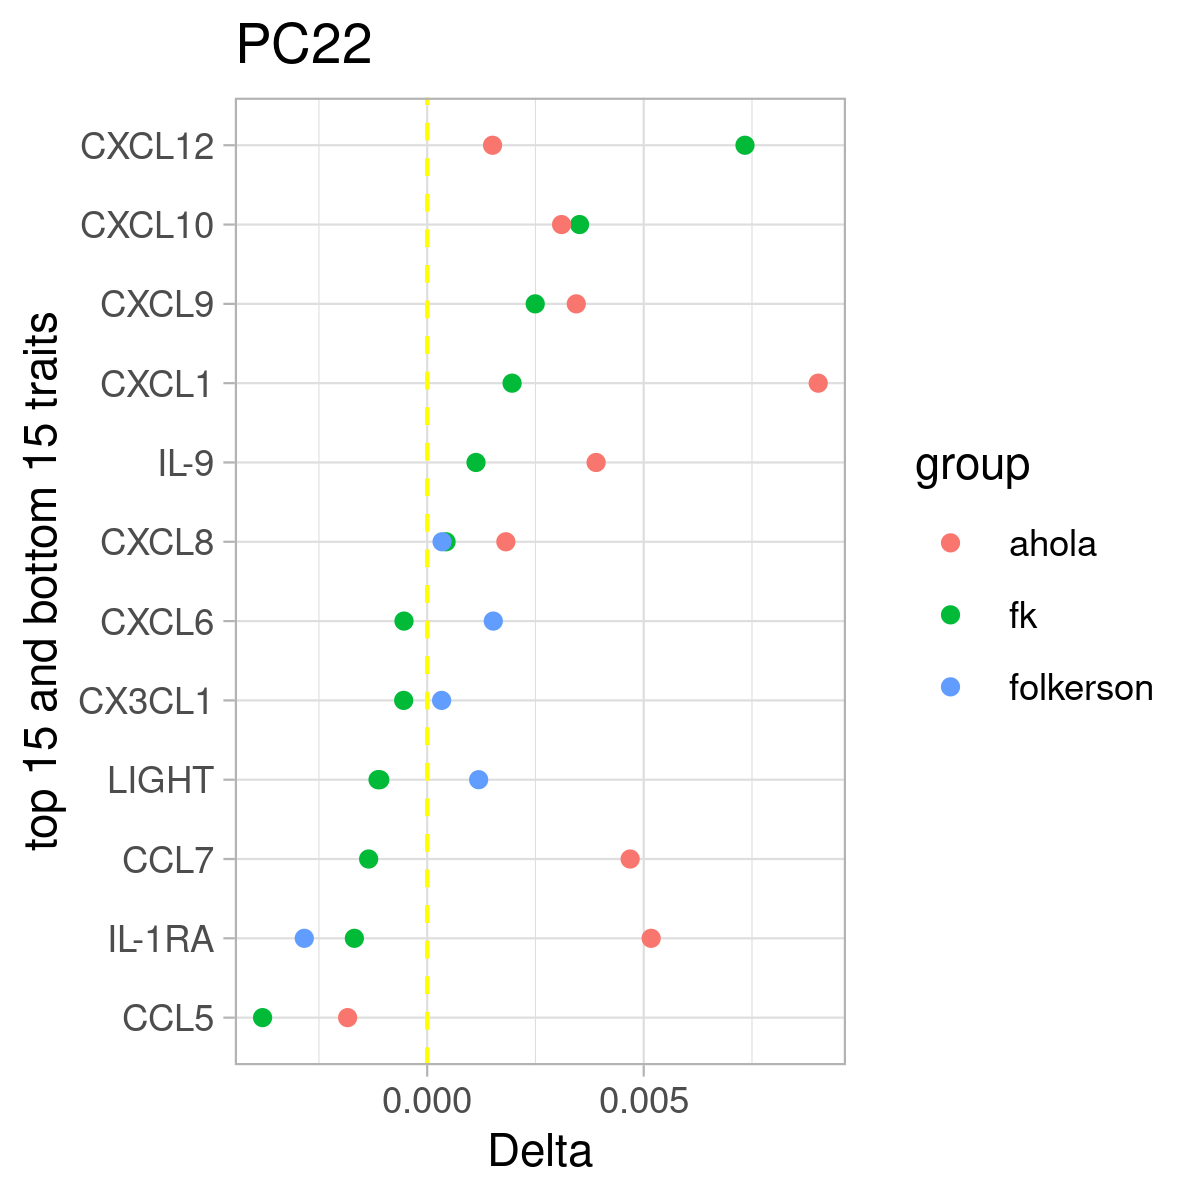 PC22
top 15 and bottom 15 traits
CXCL12
CXCL10
CXCL9
CXCL1
IL-9
CXCL8
CXCL6
CX3CL1
LIGHT
CCL7
IL-1RA
CCL5
0.000 0.005
Delta
group
ahola
fk
folkerson